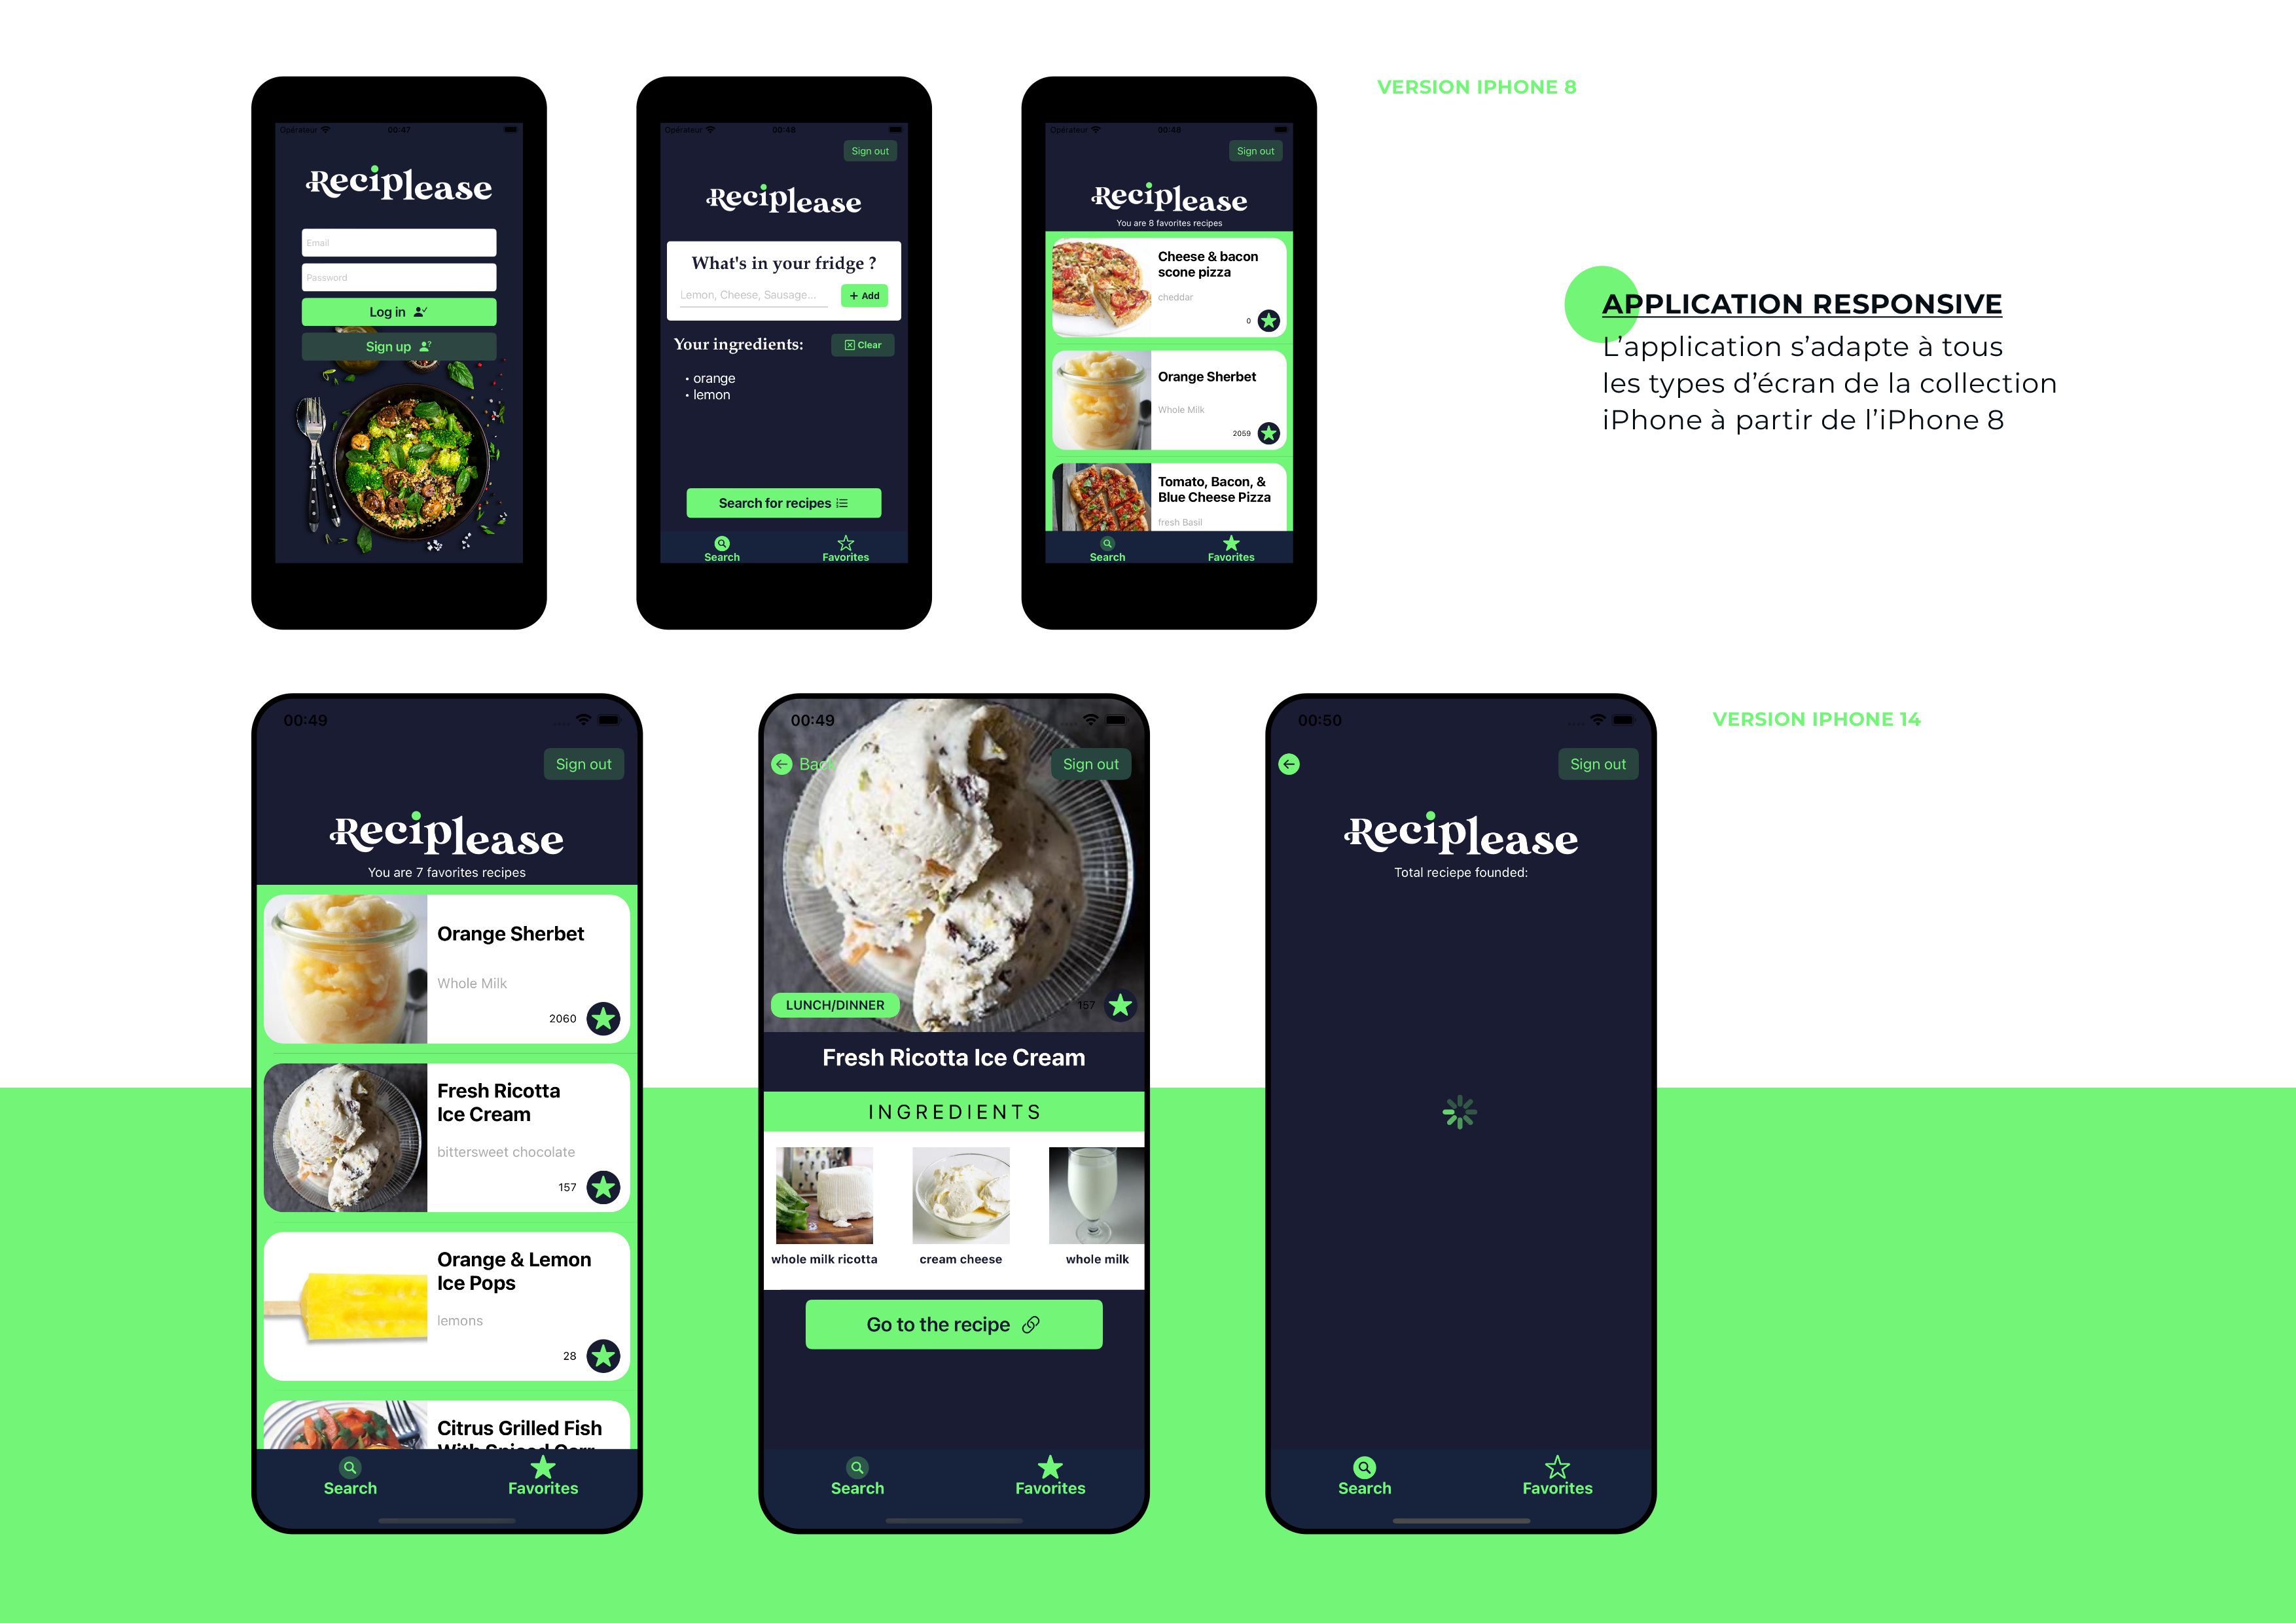 VERSION IPHONE 8
Opérateur 00:47
Reciplease
Email
Password
Log in
Sign up
Opérateur 00:48
Sign out
Reciplease
What's in your fridge ?
Lemon, Cheese, Sausage...
+ Add
Your ingredients:
Clear
• orange
• lemon
Search for recipes
Search Favorites
Opérateur 00:48
Sign out
Reciplease
You are 8 favorites recipes
Cheese & bacon
scone pizza
cheddar
0
Orange Sherbet
Whole Milk
2059
Tomato, Bacon, &
Blue Cheese Pizza
fresh Basil
Search Favorites
APPLICATION RESPONSIVE
L’application s’adapte à tous
les types d’écran de la collection
iPhone à partir de l’iPhone 8
VERSION IPHONE 14
00:49
Sign out
Reciplease
You are 7 favorites recipes
Orange Sherbet
Whole Milk
2060
Fresh Ricotta
Ice Cream
bittersweet chocolate
157
Orange & Lemon
Ice Pops
lemons
28
Citrus Grilled Fish
With Spiced Carr
Search Favorites
00:49
Back Sign out
LUNCH/DINNER 157
Fresh Ricotta Ice Cream
INGREDIENTS
whole milk ricotta cream cheese whole milk
Go to the recipe
Search Favorites
00:50
Sign out
Reciplease
Total reciepe founded:
Search Favorites